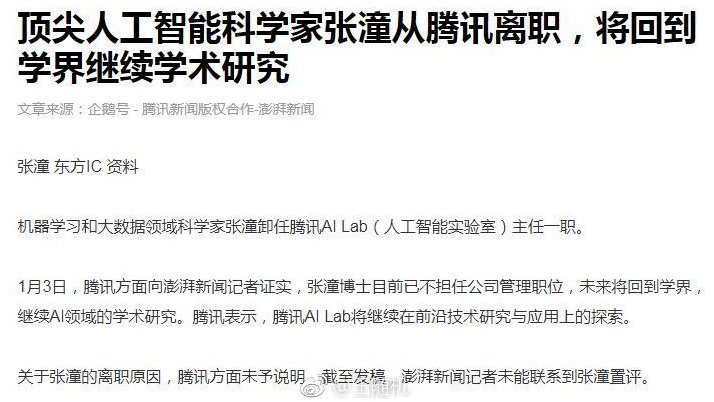 顶尖人工智能科学家张潼从腾讯离职，将回到
学界继续学术研究
文章来源：企鹅号 - 腾讯新闻版权合作-澎湃新闻
张潼 东方IC 资料
机器学习和大数据领域科学家张潼卸任腾讯AI Lab（人工智能实验室）主任一职。
1月3日，腾讯方面向澎湃新闻记者证实，张潼博士目前已不担任公司管理职位，未来将回到学界，
继续AI领域的学术研究。腾讯表示，腾讯AI Lab将继续在前沿技术研究与应用上的探索。
关于张潼的离职原因，腾讯方面未予说明，截至发稿，澎湃新闻记者未能联系到张潼置评。